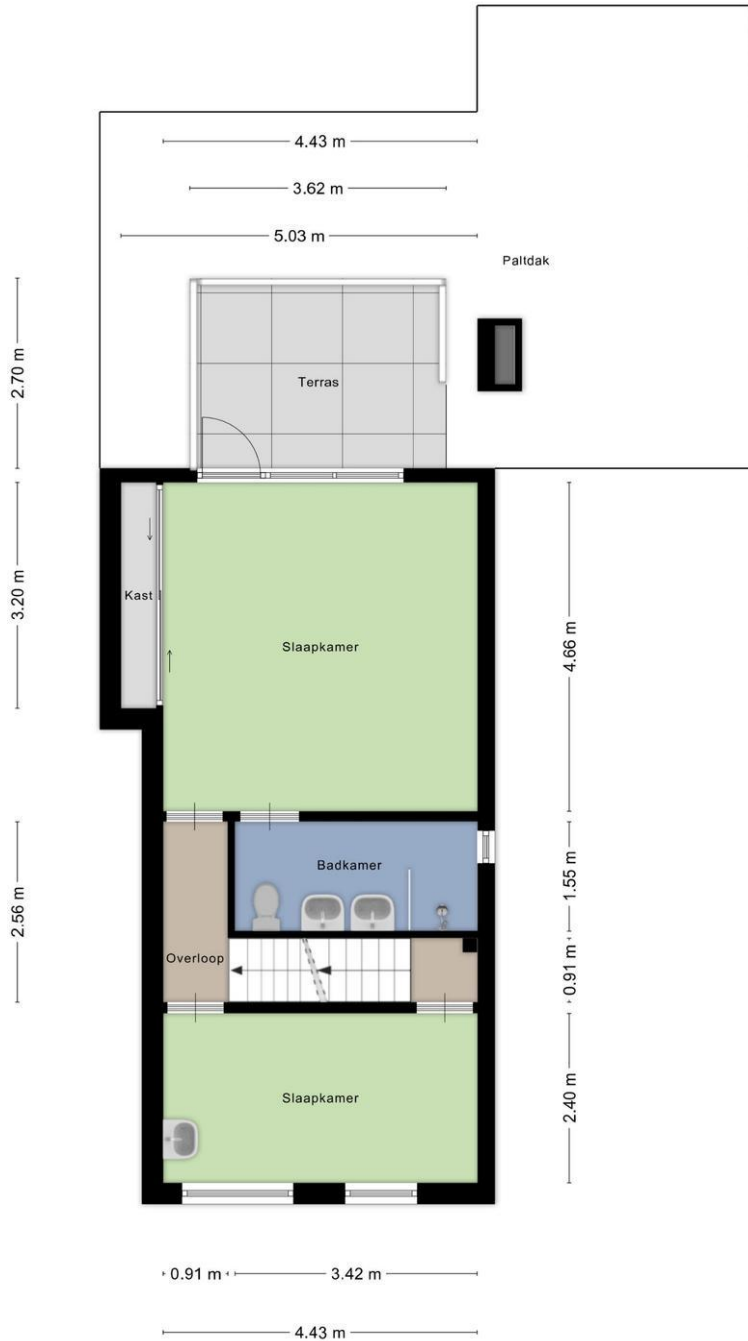 4.43 m
3.62 m
5.03 m
Paltdak
2.70 m
Terras
3.20 m
Kast
Slaapkamer
4.66 m
2.56 m
Badkamer
1.55 m
Overloop
0.91 m
Slaapkamer
2.40 m
0.91 m
3.42 m
4.43 m